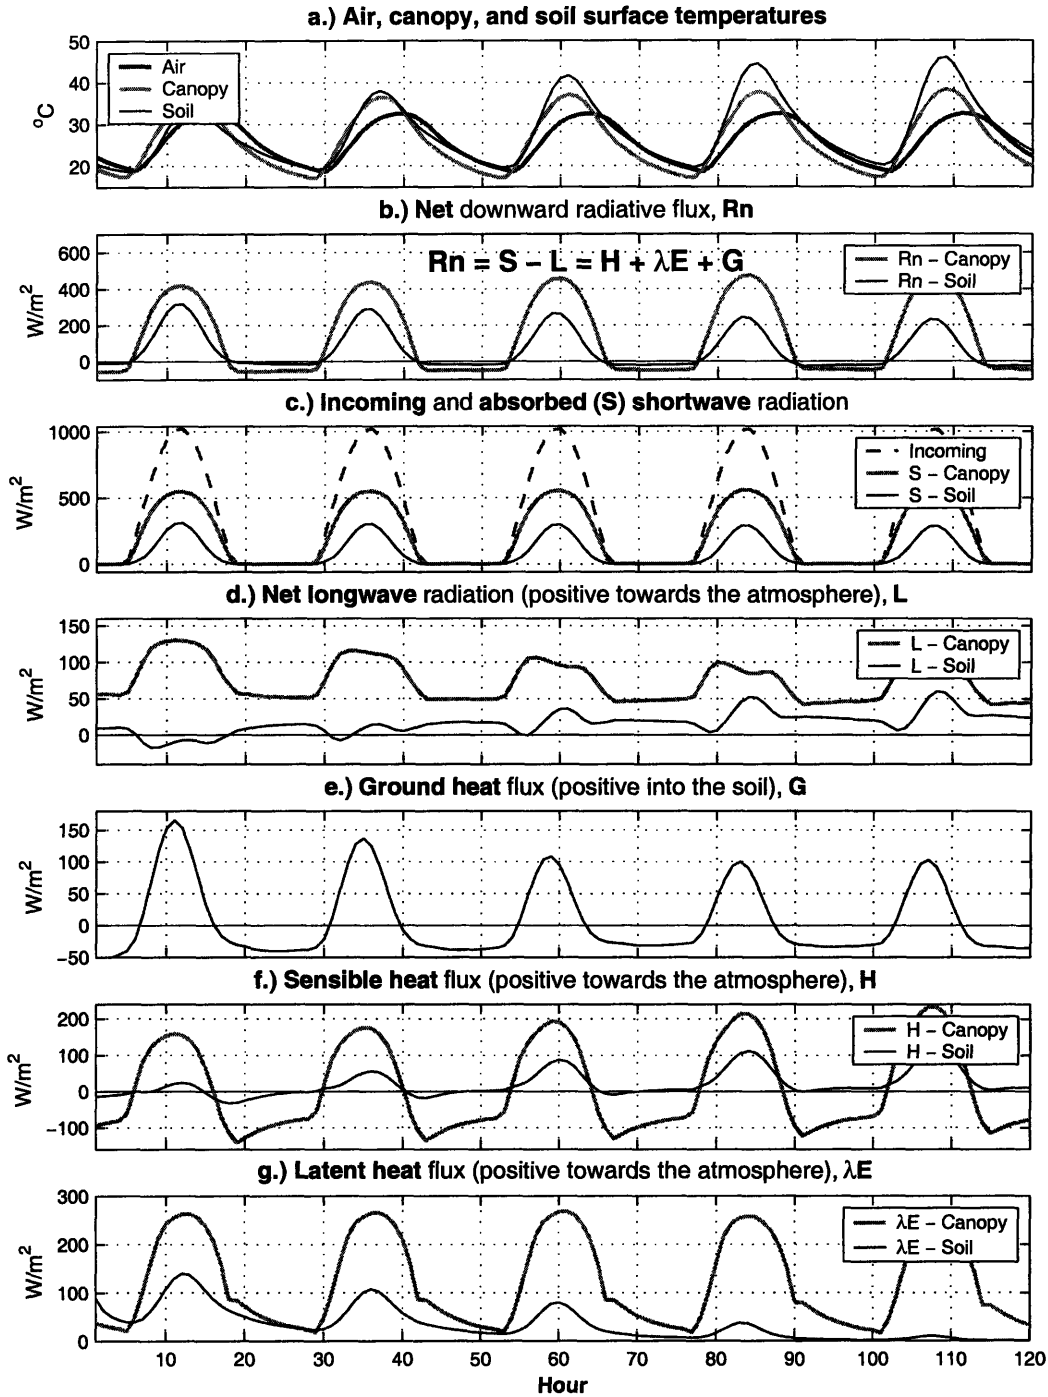 a.) Air, canopy, and soil surface temperatures
50
40
30
20
°C
Air
Canopy
Soil
b.) Net downward radiative flux, Rn
600
400
200
0
W/m²
Rn = S − L = H + λE + G
Rn − Canopy
Rn − Soil
c.) Incoming and absorbed (S) shortwave radiation
1000
500
0
W/m²
Incoming
S − Canopy
S − Soil
d.) Net longwave radiation (positive towards the atmosphere), L
150
100
50
0
W/m²
L − Canopy
L − Soil
e.) Ground heat flux (positive into the soil), G
150
100
50
0
−50
W/m²
f.) Sensible heat flux (positive towards the atmosphere), H
200
100
0
−100
W/m²
H − Canopy
H − Soil
g.) Latent heat flux (positive towards the atmosphere), λE
300
200
100
0
W/m²
λE − Canopy
λE − Soil
10 20 30 40 50 60 70 80 90 100 110 120
Hour